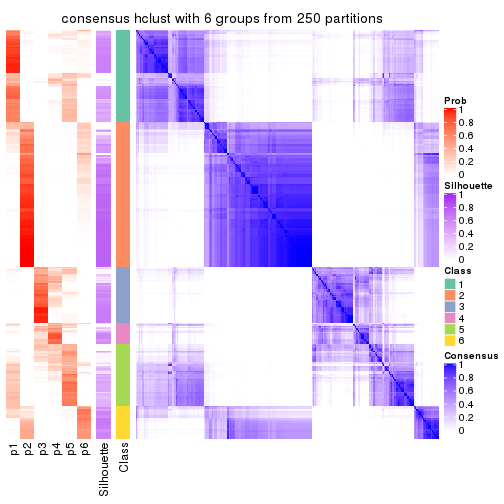 consensus hclust with 6 groups from 250 partitions
Prob
1
0.8
0.6
0.4
0.2
0
Silhouette
1
0.8
0.6
0.4
0.2
0
Class
1
2
3
4
5
6
Consensus
1
0.8
0.6
0.4
0.2
0
p1
p2
p3
p4
p5
p6
Silhouette
Class